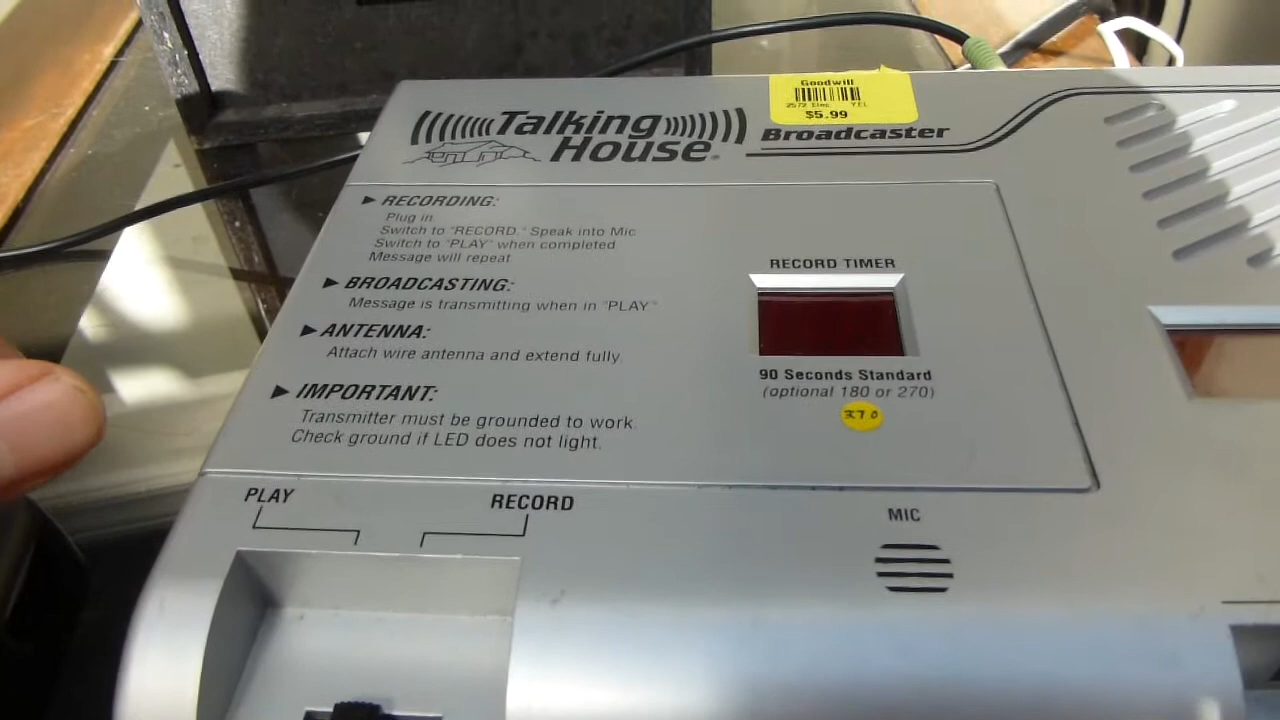 Goodwill
2572 Elec YEL
$5.99
Talking
House®
Broadcaster
▶ RECORDING:
Plug in.
Switch to "RECORD." Speak into Mic
Switch to "PLAY" when completed
Message will repeat
▶ BROADCASTING:
Message is transmitting when in "PLAY"
▶ ANTENNA:
Attach wire antenna and extend fully.
▶ IMPORTANT:
Transmitter must be grounded to work.
Check ground if LED does not light.
RECORD TIMER
90 Seconds Standard
(optional 180 or 270)
270
PLAY
RECORD
MIC